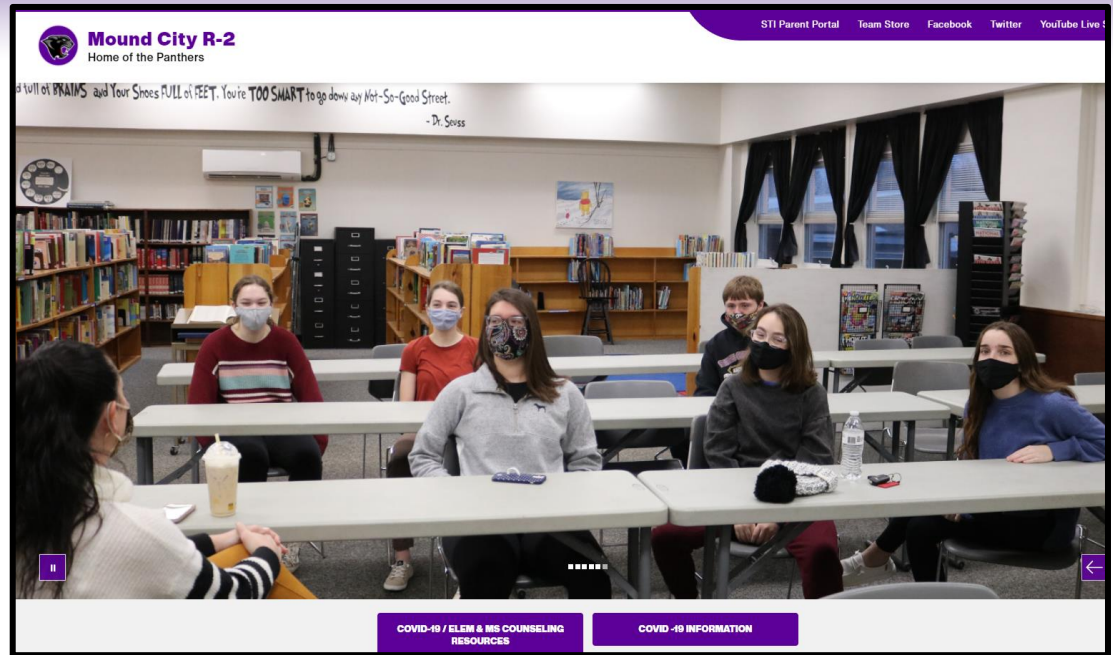 STI Parent Portal Team Store Facebook Twitter YouTube Live
Mound City R-2
Home of the Panthers
full of BRAINS and Your Shoes FULL of FEET. You're TOO SMART to go down any Not-So-Good Street.
- Dr. Seuss
COVID-19 / ELEM & MS COUNSELING
RESOURCES
COVID -19 INFORMATION